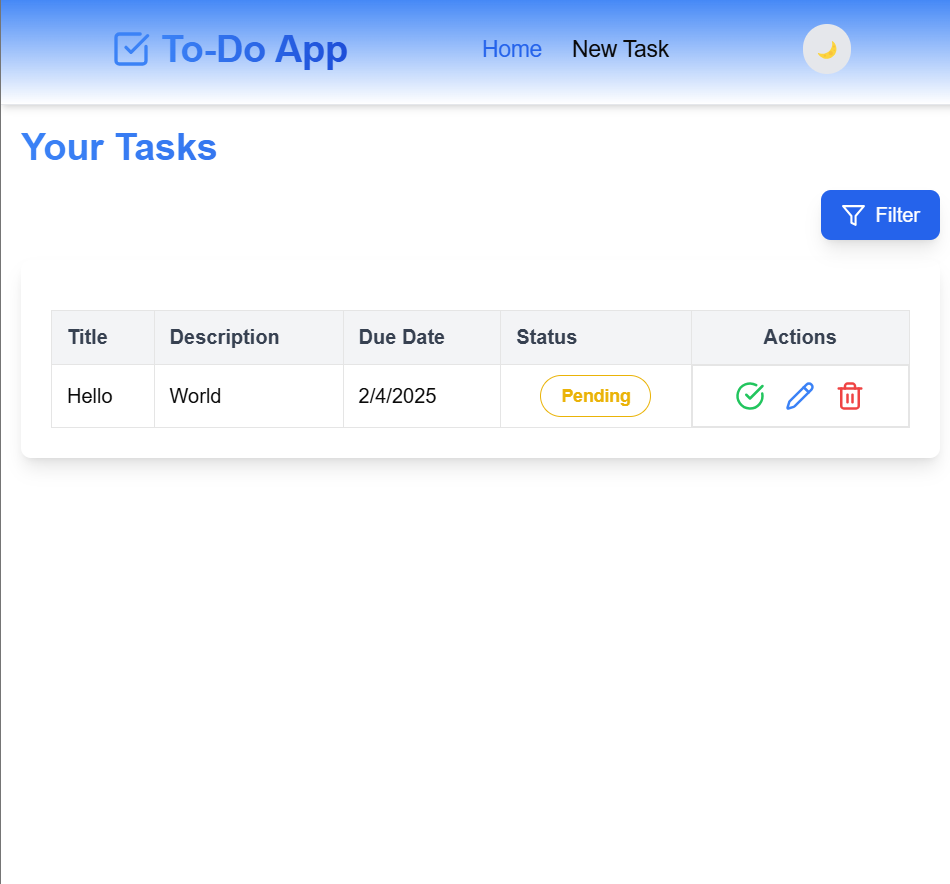 To-Do App Home New Task
Your Tasks
Filter
Title Description Due Date Status Actions
Hello World 2/4/2025 Pending